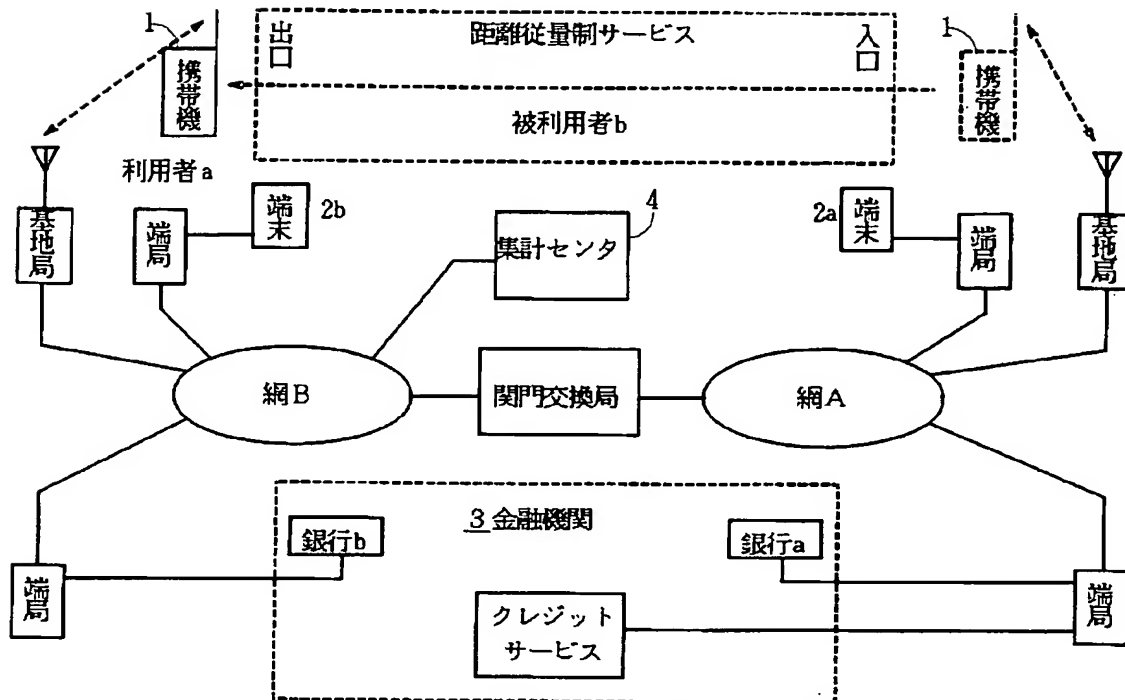 1
出口
距離従量制サービス
入口
1
携帯機
携帯機
被利用者b
利用者a
基地局
端局
端末
2b
集計センタ
4
2a
端末
端局
基地局
網B
関門交換局
網A
3 金融機関
銀行b
銀行a
端局
クレジット
サービス
端局